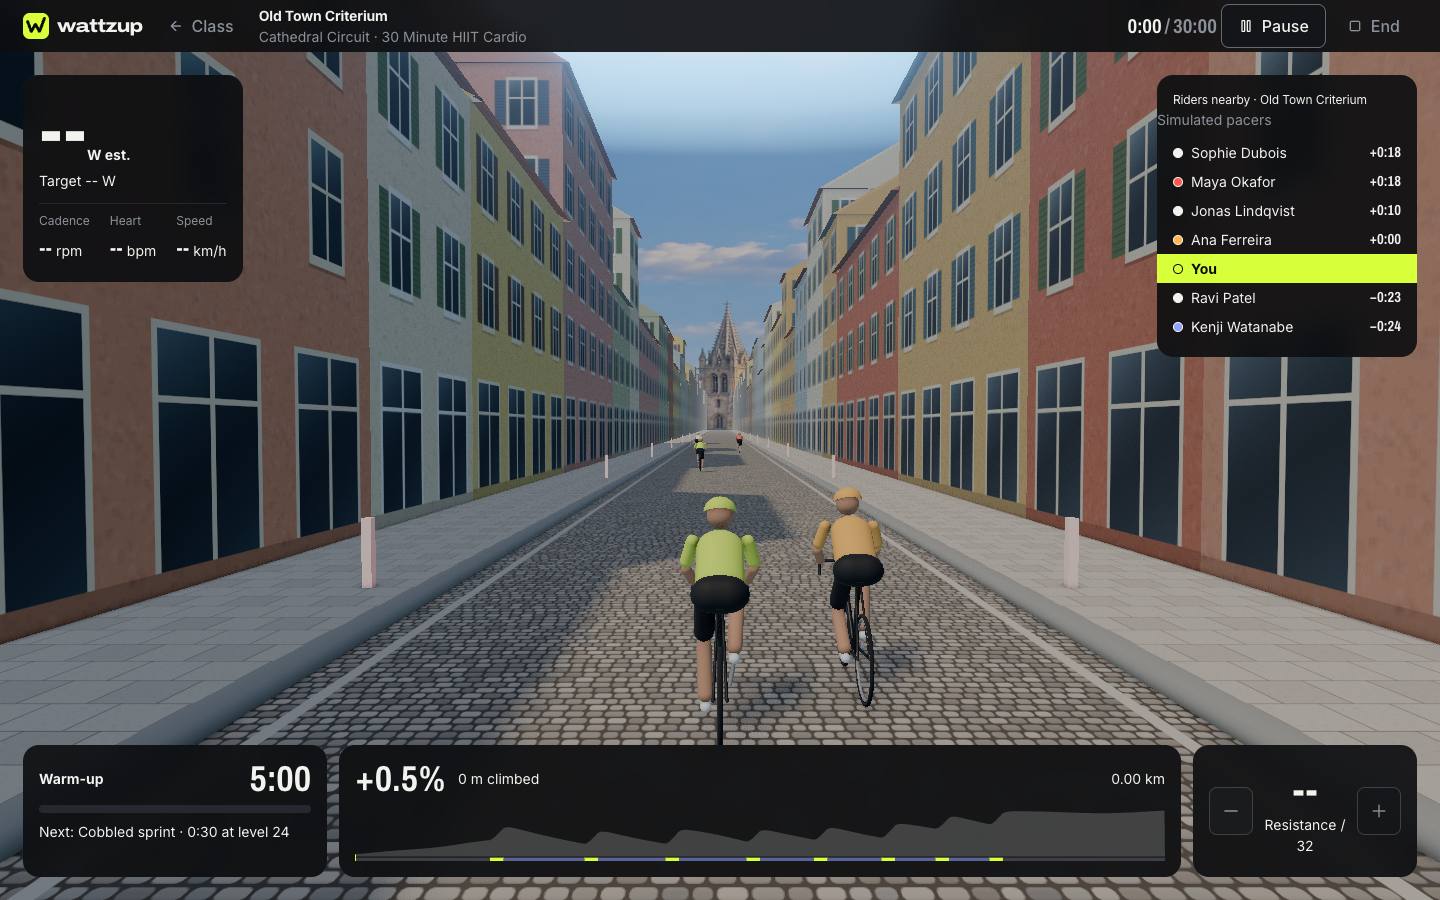 wattzup
Class
Old Town Criterium
Cathedral Circuit · 30 Minute HIIT Cardio
0:00 / 30:00
Pause
End
--
W est.
Target -- W
Cadence Heart Speed
-- rpm -- bpm -- km/h
Riders nearby · Old Town Criterium
Simulated pacers
Sophie Dubois +0:18
Maya Okafor +0:18
Jonas Lindqvist +0:10
Ana Ferreira +0:00
You
Ravi Patel −0:23
Kenji Watanabe −0:24
Warm-up 5:00
Next: Cobbled sprint · 0:30 at level 24
+0.5% 0 m climbed 0.00 km
--
Resistance /
32